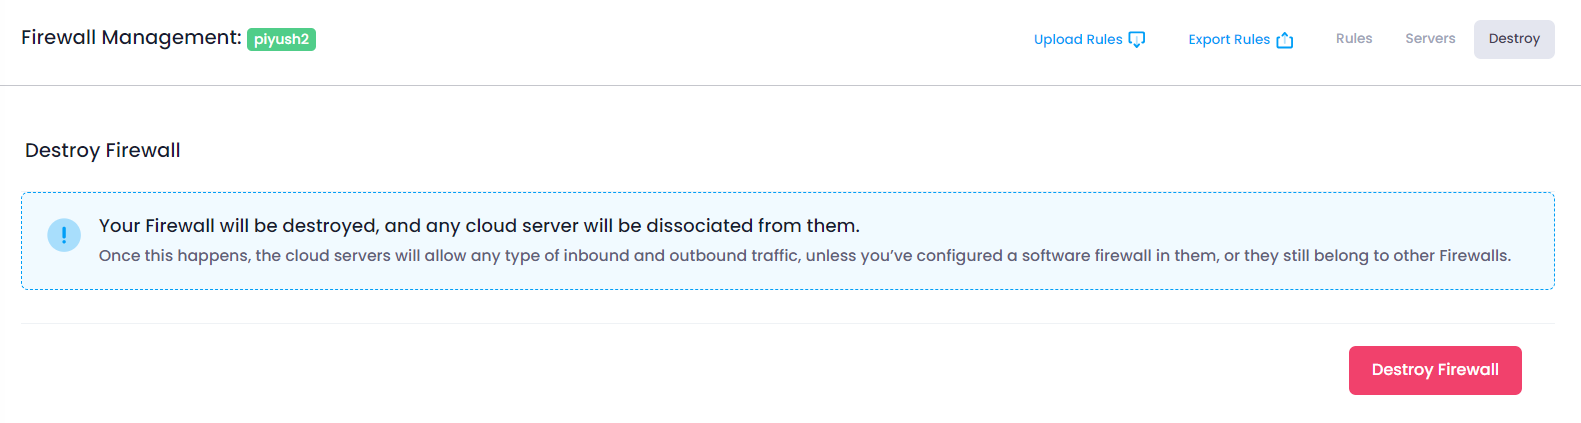 Firewall Management: piyush2
Upload Rules
Export Rules
Rules
Servers
Destroy
Destroy Firewall
Your Firewall will be destroyed, and any cloud server will be dissociated from them.
Once this happens, the cloud servers will allow any type of inbound and outbound traffic, unless you’ve configured a software firewall in them, or they still belong to other Firewalls.
Destroy Firewall